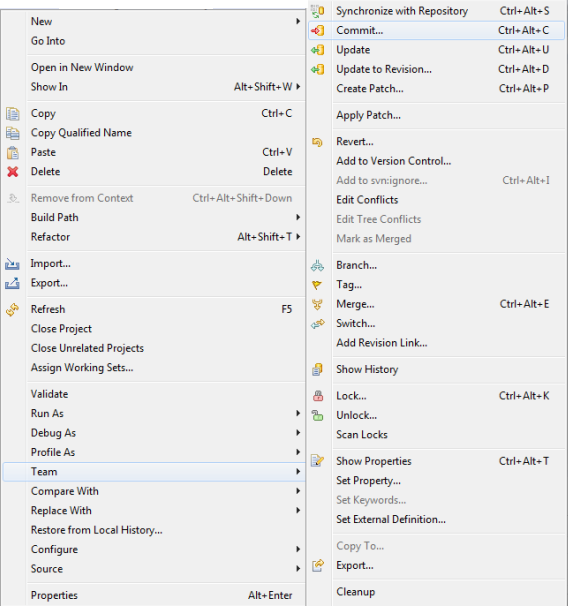 New
Go Into
Open in New Window
Show In Alt+Shift+W
Copy Ctrl+C
Copy Qualified Name
Paste Ctrl+V
Delete Delete
Remove from Context Ctrl+Alt+Shift+Down
Build Path
Refactor Alt+Shift+T
Import...
Export...
Refresh F5
Close Project
Close Unrelated Projects
Assign Working Sets...
Validate
Run As
Debug As
Profile As
Team
Compare With
Replace With
Restore from Local History...
Configure
Source
Properties Alt+Enter
Synchronize with Repository Ctrl+Alt+S
Commit... Ctrl+Alt+C
Update Ctrl+Alt+U
Update to Revision... Ctrl+Alt+D
Create Patch... Ctrl+Alt+P
Apply Patch...
Revert...
Add to Version Control...
Add to svn:ignore... Ctrl+Alt+I
Edit Conflicts
Edit Tree Conflicts
Mark as Merged
Branch...
Tag...
Merge... Ctrl+Alt+E
Switch...
Add Revision Link...
Show History
Lock... Ctrl+Alt+K
Unlock...
Scan Locks
Show Properties Ctrl+Alt+T
Set Property...
Set Keywords...
Set External Definition...
Copy To...
Export...
Cleanup